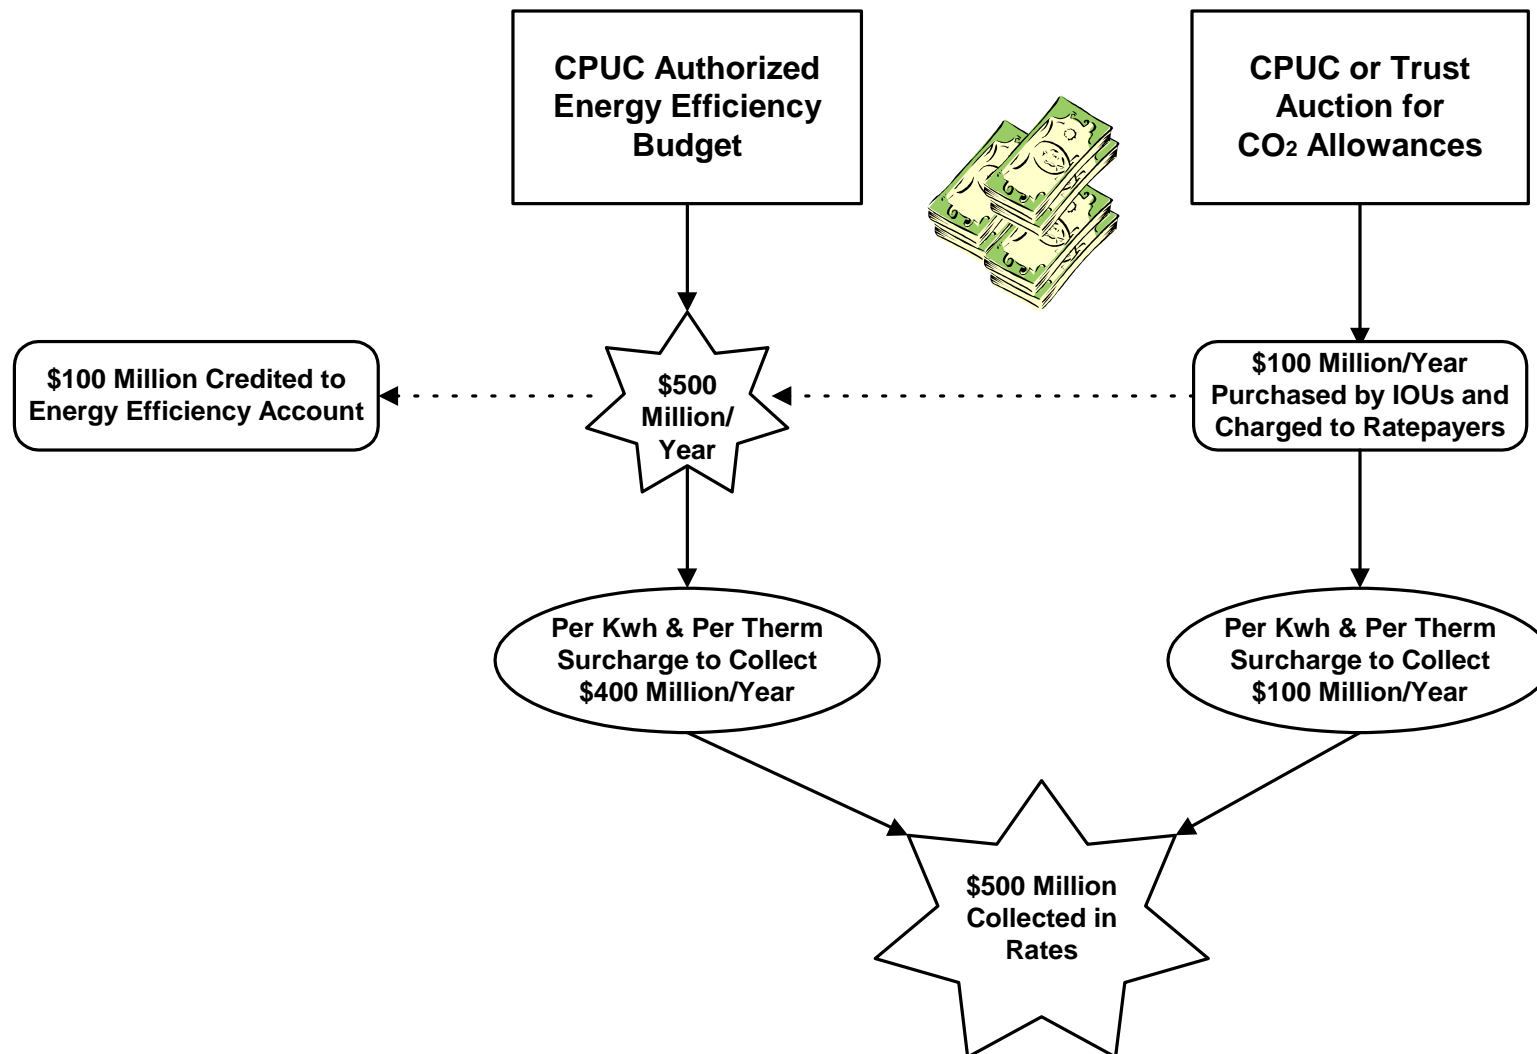 CPUC Authorized
Energy Efficiency
Budget
CPUC or Trust
Auction for
CO2 Allowances
$100 Million Credited to
Energy Efficiency Account
$500
Million/
Year
$100 Million/Year
Purchased by IOUs and
Charged to Ratepayers
Per Kwh & Per Therm
Surcharge to Collect
$400 Million/Year
Per Kwh & Per Therm
Surcharge to Collect
$100 Million/Year
$500 Million
Collected in
Rates